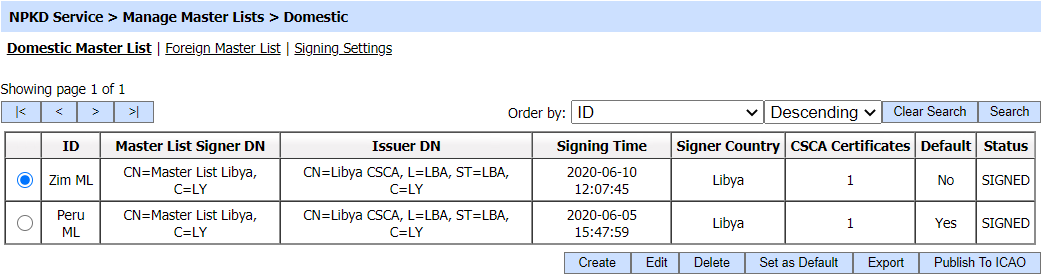 NPKD Service > Manage Master Lists > Domestic
Domestic Master List | Foreign Master List | Signing Settings
Showing page 1 of 1
|< < > >| Order by: ID Descending Clear Search Search
ID Master List Signer DN Issuer DN Signing Time Signer Country CSCA Certificates Default Status
Zim ML CN=Master List Libya, C=LY CN=Libya CSCA, L=LBA, ST=LBA, C=LY 2020-06-10 12:07:45 Libya 1 No SIGNED
Peru ML CN=Master List Libya, C=LY CN=Libya CSCA, L=LBA, ST=LBA, C=LY 2020-06-05 15:47:59 Libya 1 Yes SIGNED
Create Edit Delete Set as Default Export Publish To ICAO